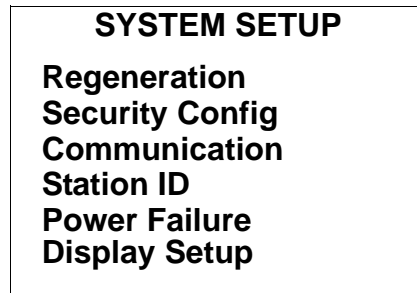 SYSTEM SETUP
Regeneration
Security Config
Communication
Station ID
Power Failure
Display Setup